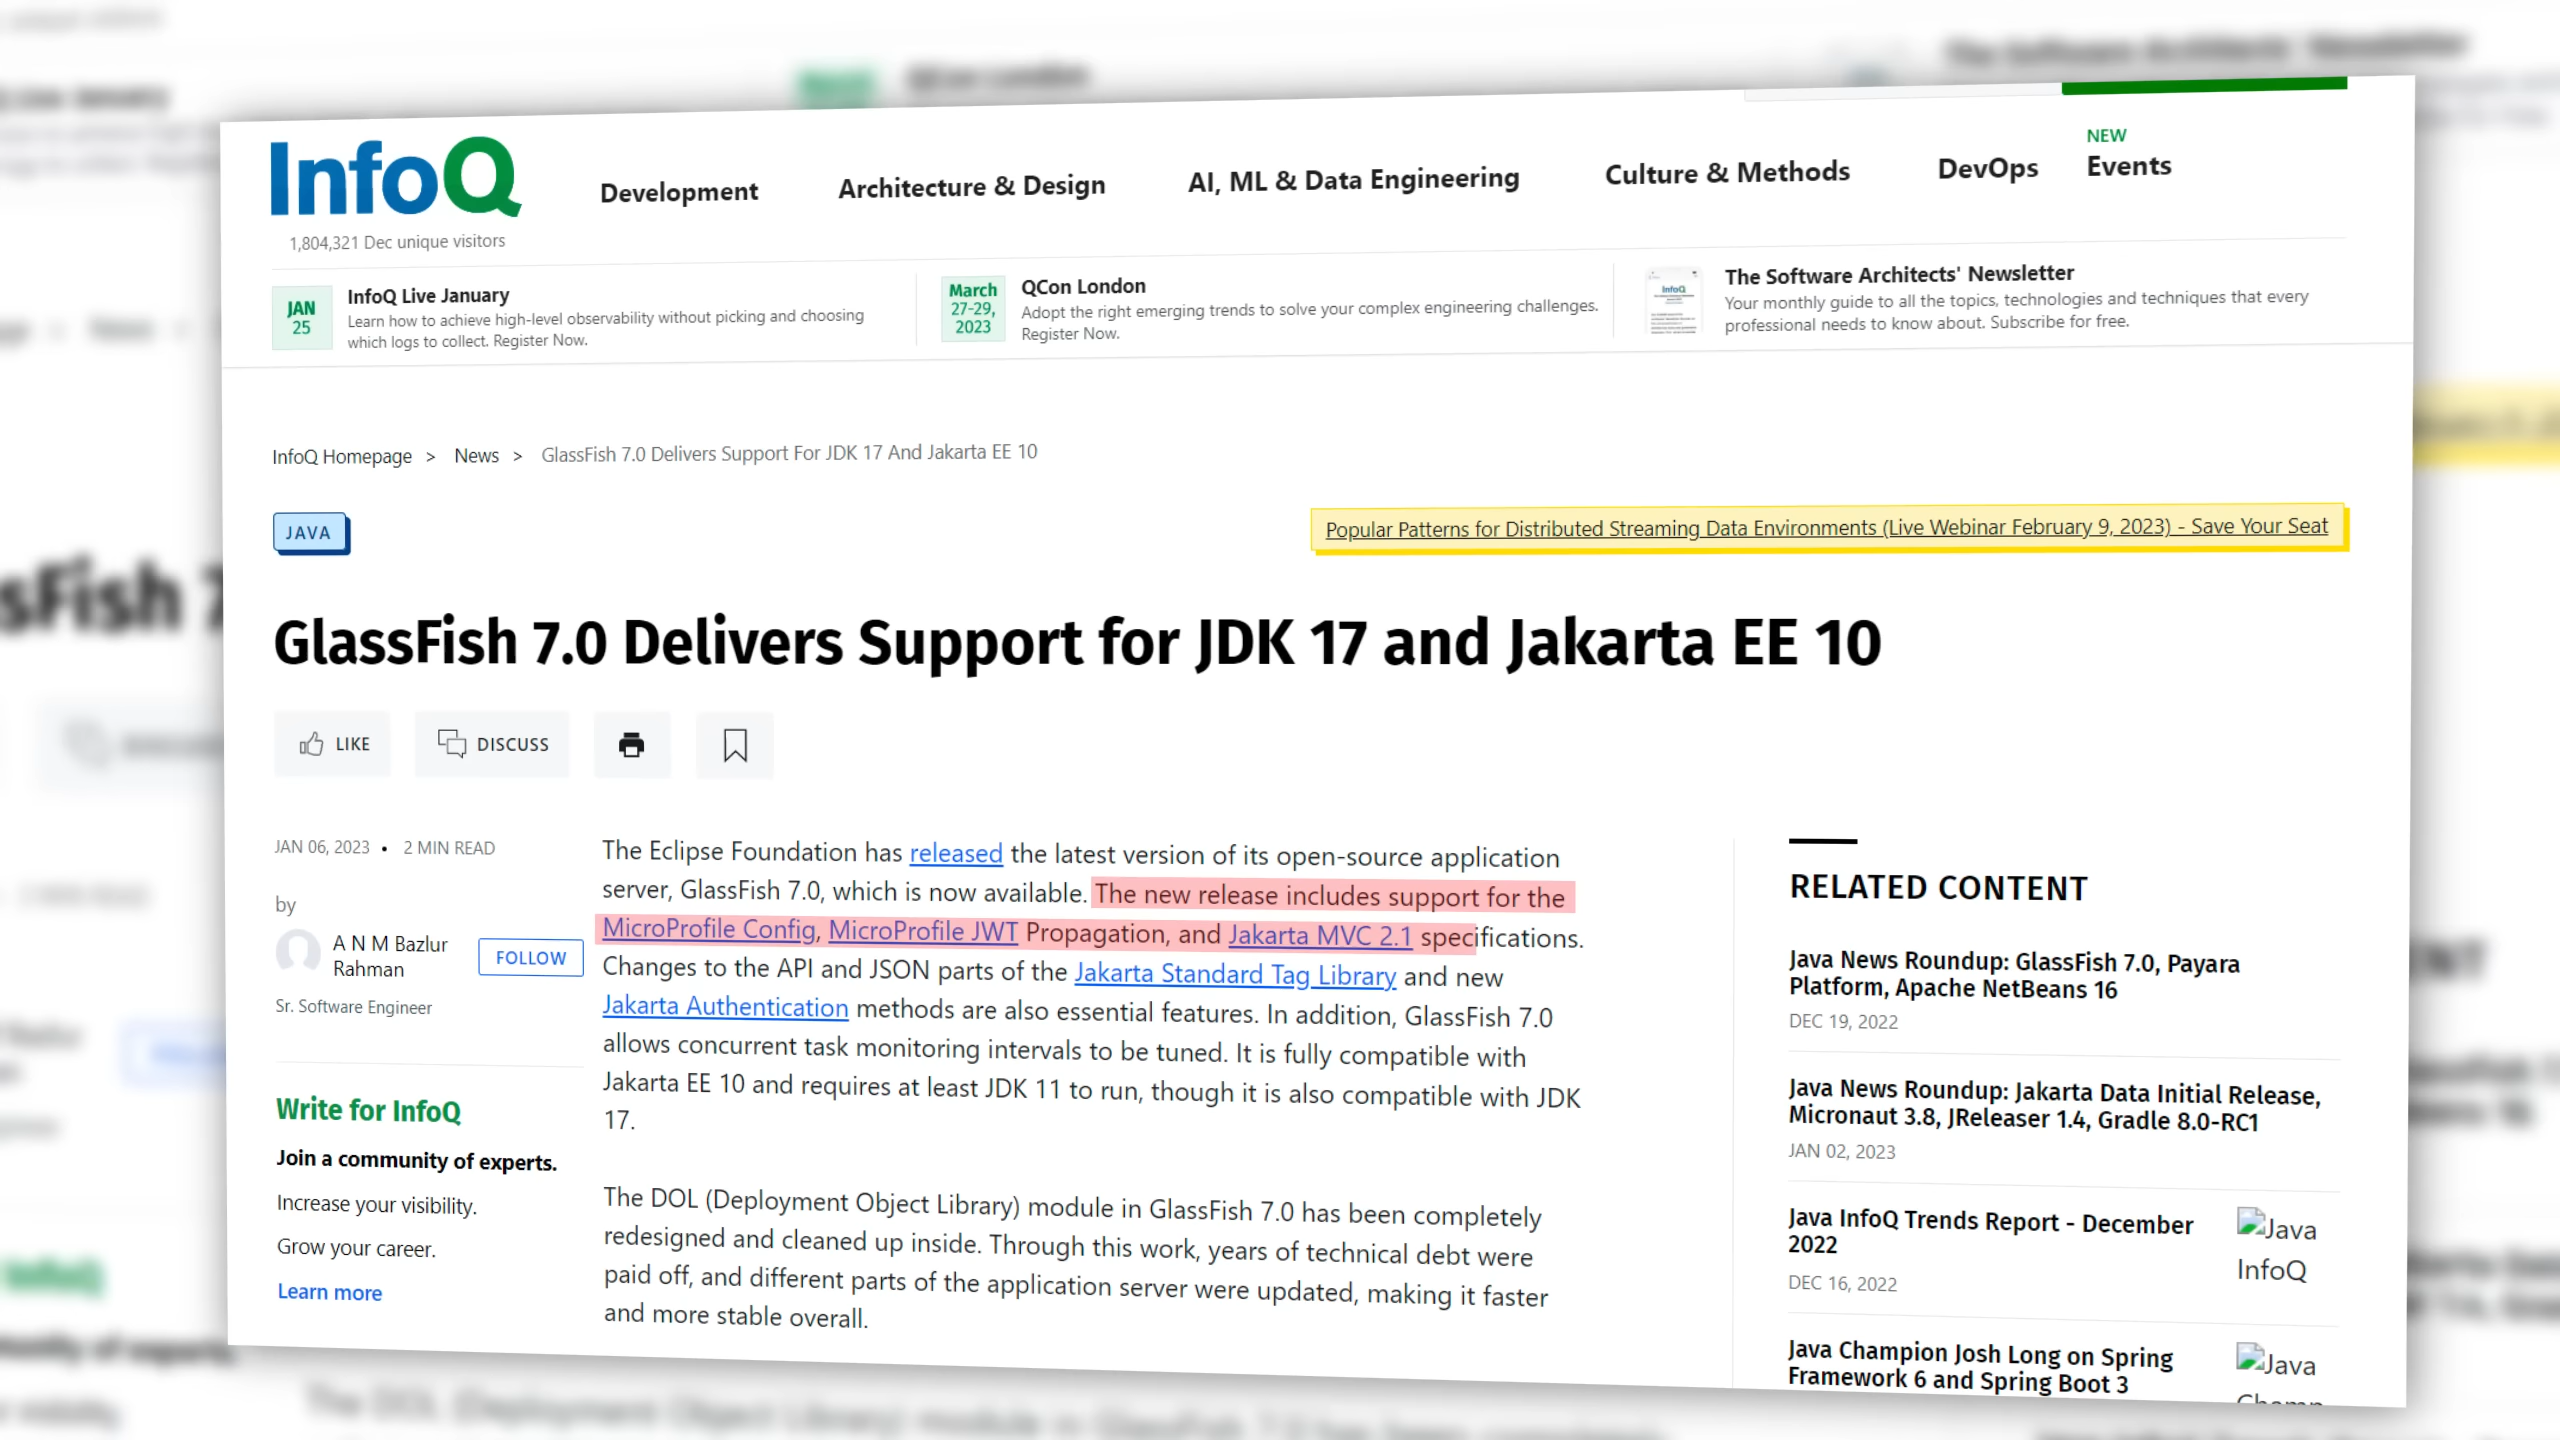 InfoQ
1,804,321 Dec unique visitors
Development
Architecture & Design
AI, ML & Data Engineering
Culture & Methods
DevOps
NEW
Events
JAN
25
InfoQ Live January
Learn how to achieve high-level observability without picking and choosing
which logs to collect. Register Now.
March
27-29,
2023
QCon London
Adopt the right emerging trends to solve your complex engineering challenges.
Register Now.
InfoQ
The Software Architects' Newsletter
Your monthly guide to all the topics, technologies and techniques that every
professional needs to know about. Subscribe for free.
InfoQ Homepage > News > GlassFish 7.0 Delivers Support For JDK 17 And Jakarta EE 10
JAVA
Popular Patterns for Distributed Streaming Data Environments (Live Webinar February 9, 2023) - Save Your Seat
GlassFish 7.0 Delivers Support for JDK 17 and Jakarta EE 10
LIKE
DISCUSS
JAN 06, 2023 • 2 MIN READ
by
A N M Bazlur
Rahman
FOLLOW
Sr. Software Engineer
Write for InfoQ
Join a community of experts.
Increase your visibility.
Grow your career.
Learn more
The Eclipse Foundation has released the latest version of its open-source application
server, GlassFish 7.0, which is now available. The new release includes support for the
MicroProfile Config, MicroProfile JWT Propagation, and Jakarta MVC 2.1 specifications.
Changes to the API and JSON parts of the Jakarta Standard Tag Library and new
Jakarta Authentication methods are also essential features. In addition, GlassFish 7.0
allows concurrent task monitoring intervals to be tuned. It is fully compatible with
Jakarta EE 10 and requires at least JDK 11 to run, though it is also compatible with JDK
17.
The DOL (Deployment Object Library) module in GlassFish 7.0 has been completely
redesigned and cleaned up inside. Through this work, years of technical debt were
paid off, and different parts of the application server were updated, making it faster
and more stable overall.
RELATED CONTENT
Java News Roundup: GlassFish 7.0, Payara
Platform, Apache NetBeans 16
DEC 19, 2022
Java News Roundup: Jakarta Data Initial Release,
Micronaut 3.8, JReleaser 1.4, Gradle 8.0-RC1
JAN 02, 2023
Java InfoQ Trends Report - December
2022
DEC 16, 2022
Java
InfoQ
Java Champion Josh Long on Spring
Framework 6 and Spring Boot 3
Java